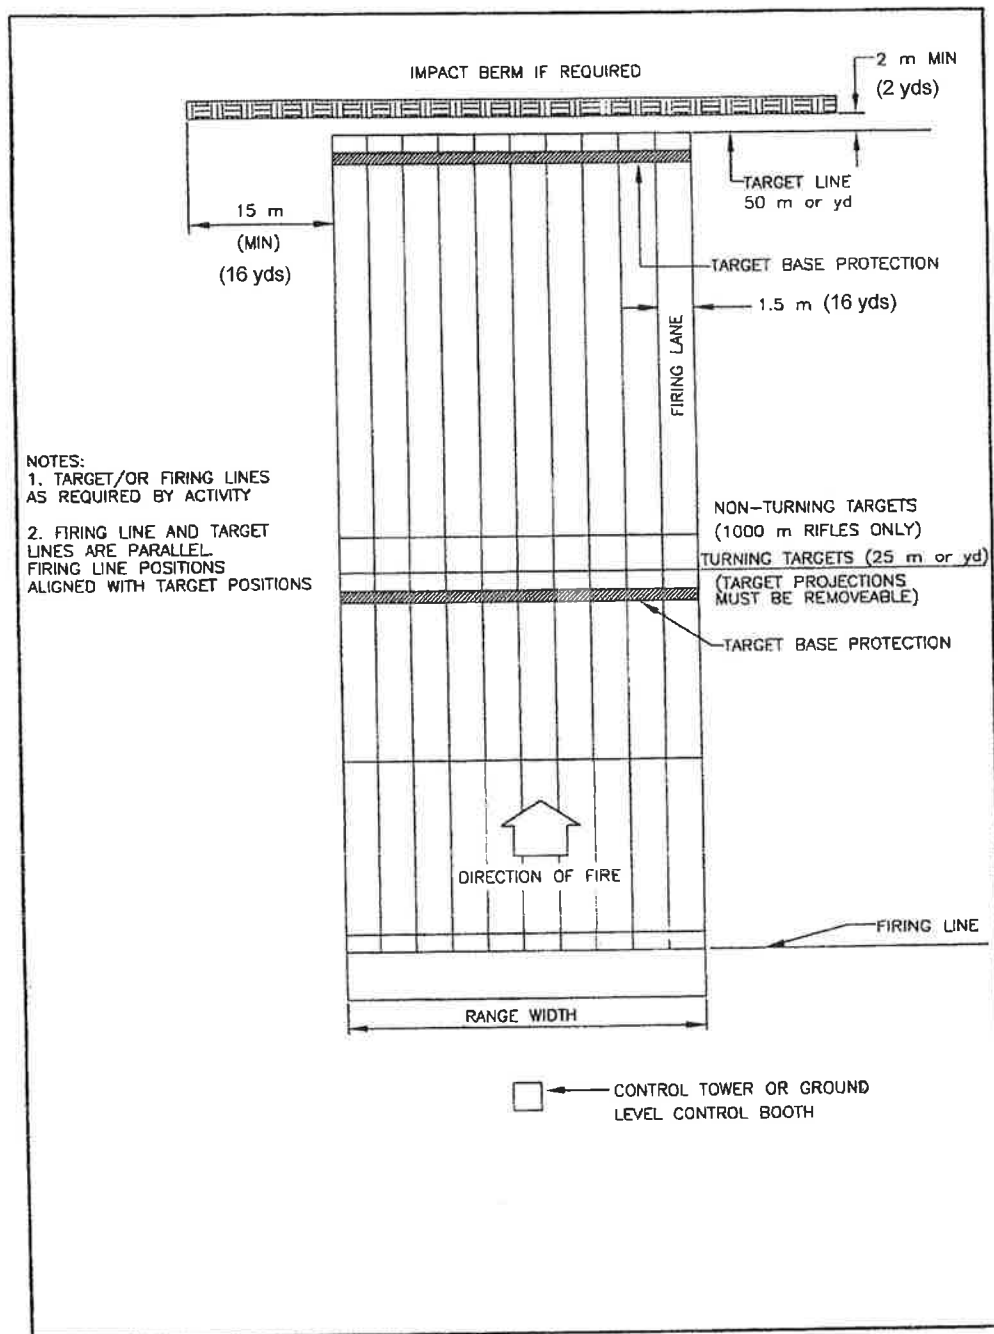 IMPACT BERM IF REQUIRED
2 m MIN
(2 yds)
TARGET LINE
50 m or yd
15 m
(MIN)
(16 yds)
TARGET BASE PROTECTION
1.5 m (16 yds)
FIRING LANE
NOTES:
1. TARGET/OR FIRING LINES
AS REQUIRED BY ACTIVITY
2. FIRING LINE AND TARGET
LINES ARE PARALLEL.
FIRING LINE POSITIONS
ALIGNED WITH TARGET POSITIONS
NON-TURNING TARGETS
(1000 m RIFLES ONLY)
TURNING TARGETS (25 m or yd)
(TARGET PROJECTIONS
MUST BE REMOVEABLE)
TARGET BASE PROTECTION
DIRECTION OF FIRE
FIRING LINE
RANGE WIDTH
CONTROL TOWER OR GROUND
LEVEL CONTROL BOOTH